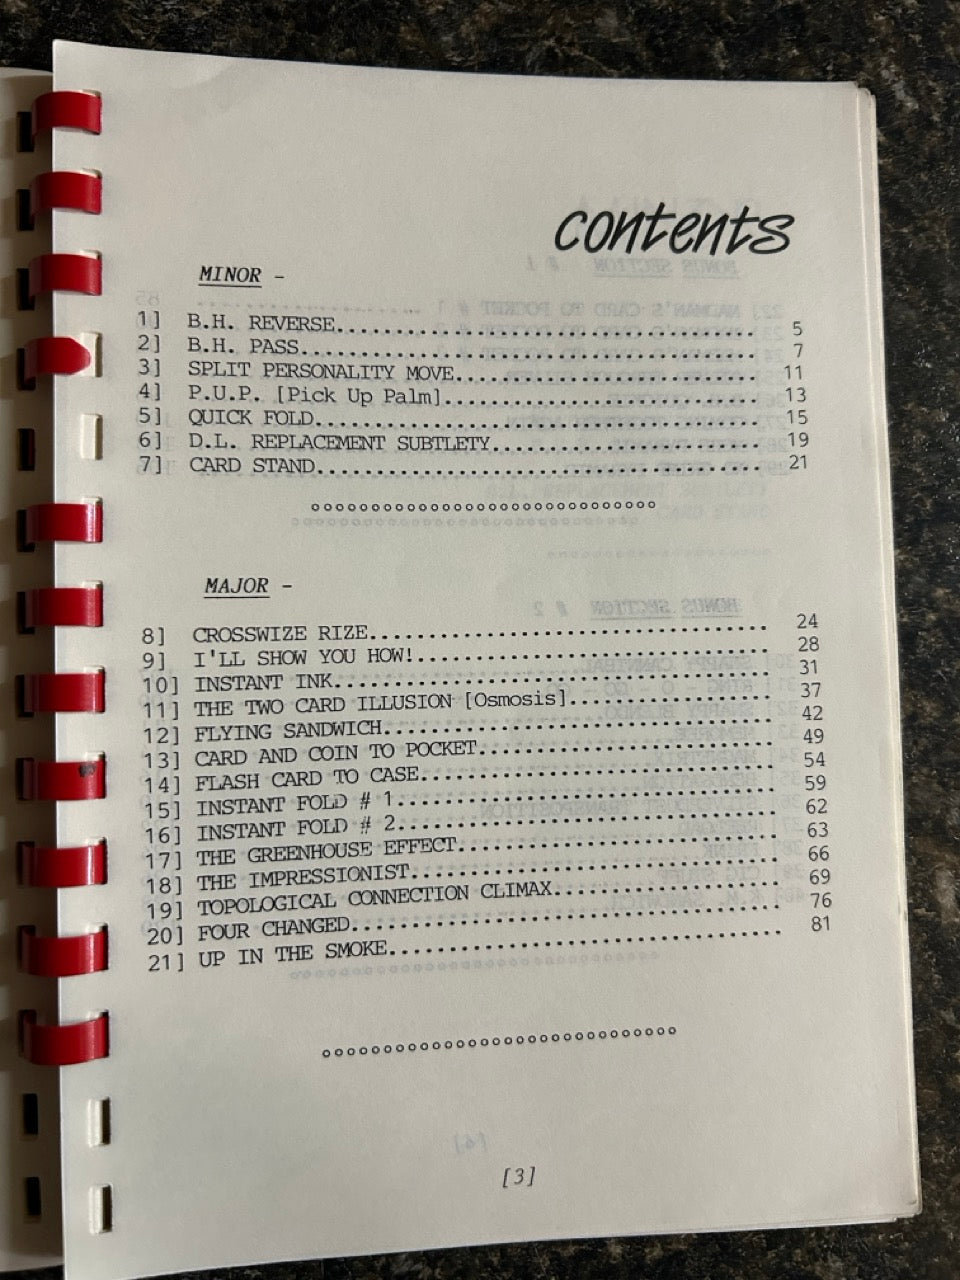 contents
MINOR -
1] B.H. REVERSE................................ 5
2] B.H. PASS................................... 7
3] SPLIT PERSONALITY MOVE....................... 11
4] P.U.P. [Pick Up Palm]........................ 13
5] QUICK FOLD.................................. 15
6] D.L. REPLACEMENT SUBTLETY.................... 19
7] CARD STAND.................................. 21
ooooooooooooooooooooooooooooo
MAJOR -
8] CROSSWIZE RIZE.............................. 24
9] I'LL SHOW YOU HOW!.......................... 28
10] INSTANT INK................................ 31
11] THE TWO CARD ILLUSION [Osmosis]............. 37
12] FLYING SANDWICH............................ 42
13] CARD AND COIN TO POCKET..................... 49
14] FLASH CARD TO CASE.......................... 54
15] INSTANT FOLD # 1............................ 59
16] INSTANT FOLD # 2............................ 62
17] THE GREENHOUSE EFFECT....................... 63
18] THE IMPRESSIONIST........................... 66
19] TOPOLOGICAL CONNECTION CLIMAX............... 69
20] FOUR CHANGED................................ 76
21] UP IN THE SMOKE............................. 81
oooooooooooooooooooooooooooooo
[3]